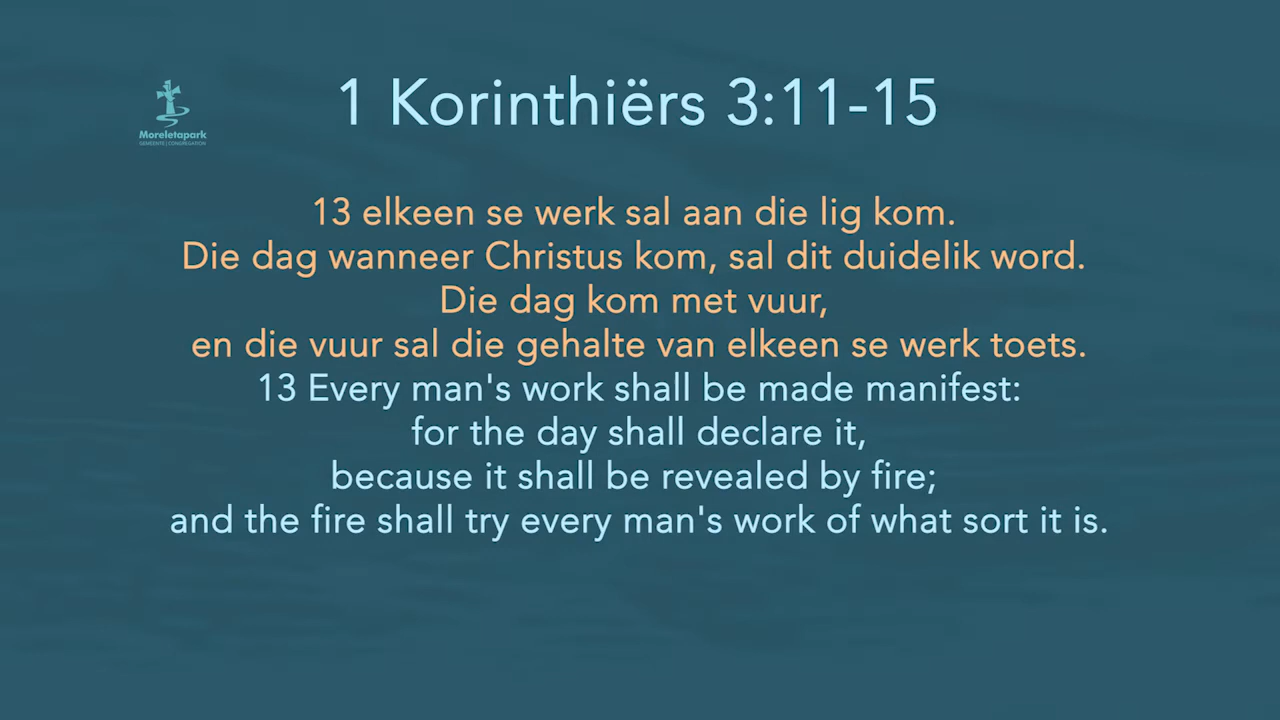 1 Korinthiërs 3:11-15
Moreletapark
GEMEENTE | CONGREGATION
13 elkeen se werk sal aan die lig kom.
Die dag wanneer Christus kom, sal dit duidelik word.
Die dag kom met vuur,
en die vuur sal die gehalte van elkeen se werk toets.
13 Every man's work shall be made manifest:
for the day shall declare it,
because it shall be revealed by fire;
and the fire shall try every man's work of what sort it is.